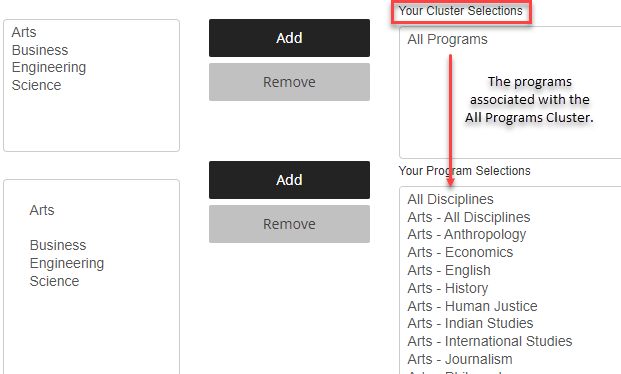 Your Cluster Selections
Arts
Business
Engineering
Science
Add
Remove
All Programs
The programs
associated with the
All Programs Cluster.
Your Program Selections
Arts
Business
Engineering
Science
Add
Remove
All Disciplines
Arts - All Disciplines
Arts - Anthropology
Arts - Economics
Arts - English
Arts - History
Arts - Human Justice
Arts - Indian Studies
Arts - International Studies
Arts - Journalism